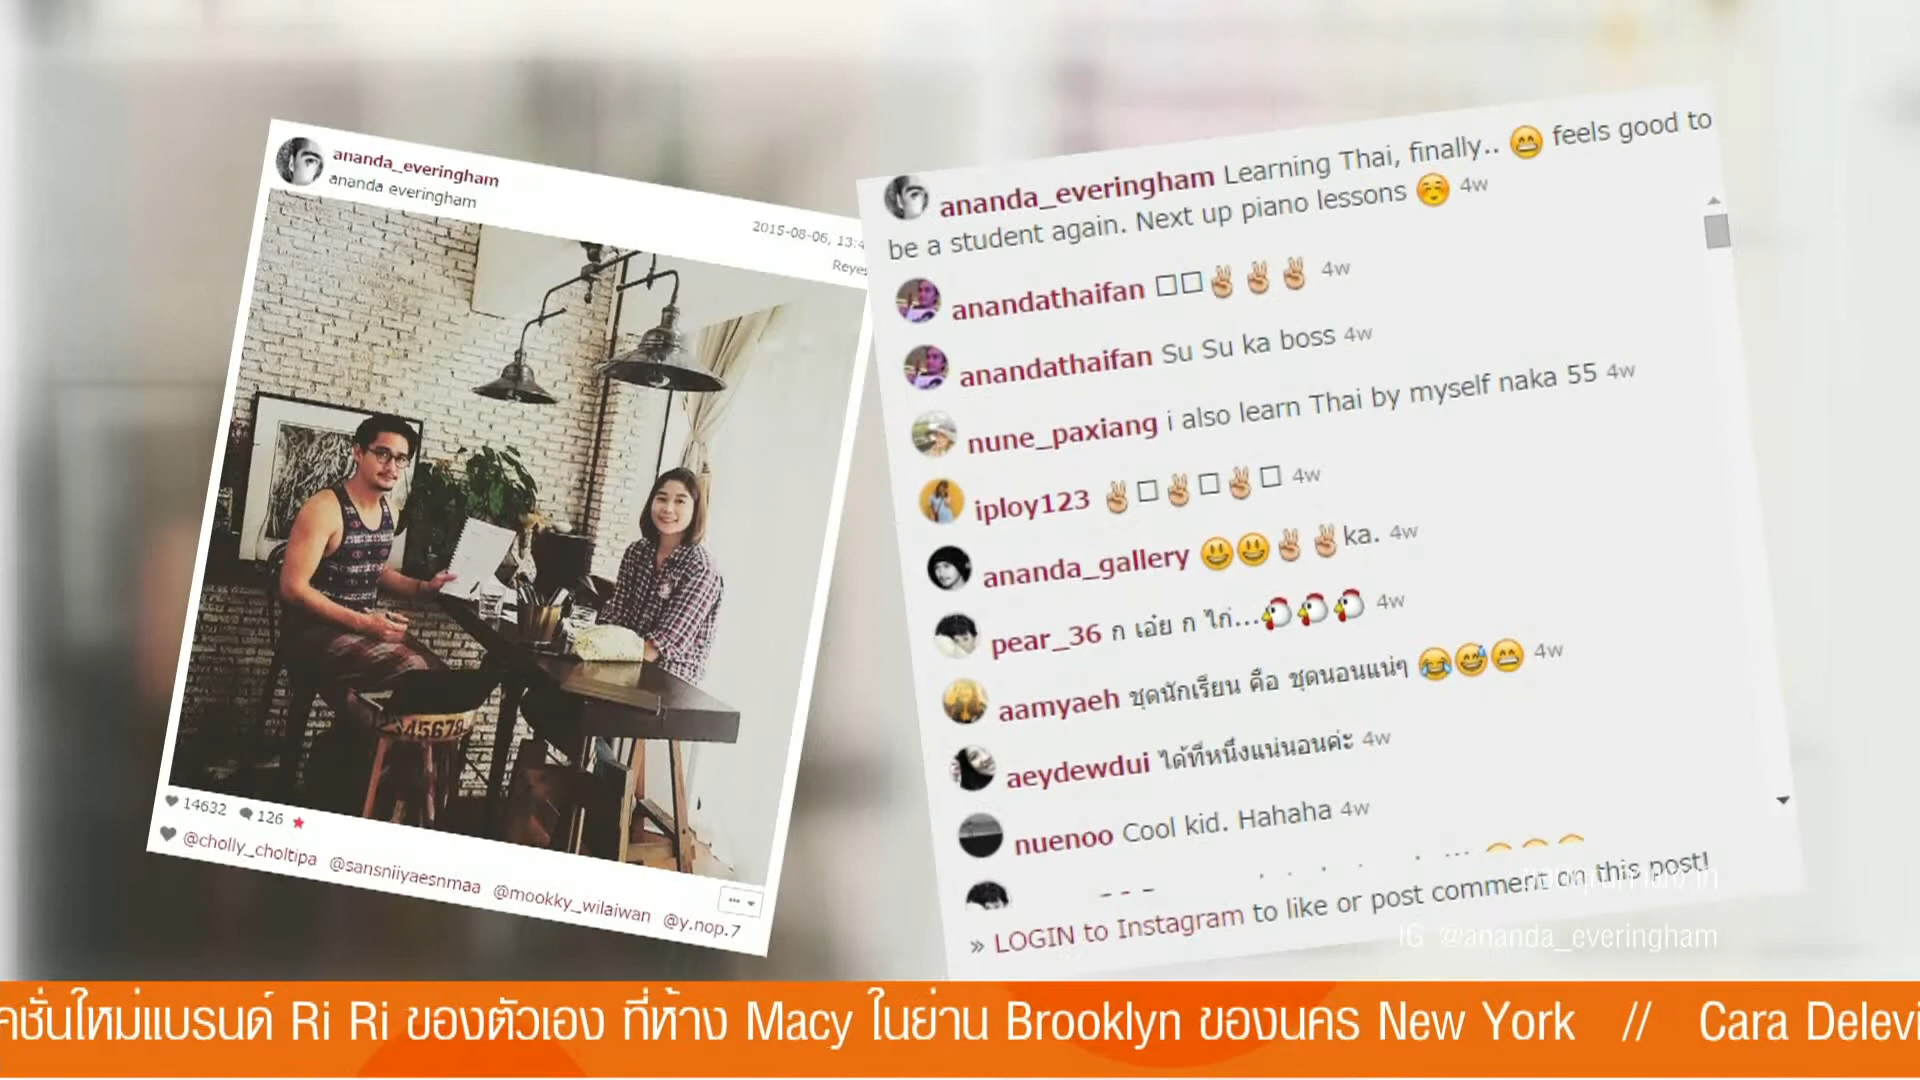 ananda_everingham
ananda everingham
2015-08-06, 13:4
Reyes
345678
14632 126
@cholly_choltipa @sansniiyaesnmaa @mookky_wilaiwan @y.nop.7
ananda_everingham Learning Thai, finally.. 😁 feels good to
be a student again. Next up piano lessons ☺️ 4w
anandathaifan □□✌✌✌ 4w
anandathaifan Su Su ka boss 4w
nune_paxiang i also learn Thai by myself naka 55 4w
iploy123 ✌□✌□✌□ 4w
ananda_gallery 😃😃✌✌ka. 4w
pear_36 ก เอ๋ย ก ไก่...🐔🐔🐔 4w
aamyaeh ชุดนักเรียน คือ ชุดนอนแน่ๆ 😂😅😁 4w
aeydewdui ได้ที่หนึ่งแน่นอนค่ะ 4w
nuenoo Cool kid. Hahaha 4w
» LOGIN to Instagram to like or post comment on this post!
IG @ananda_everingham
คชั่นใหม่แบรนด์ Ri Ri ของตัวเอง ที่ห้าง Macy ในย่าน Brooklyn ของนคร New York // Cara Delevi